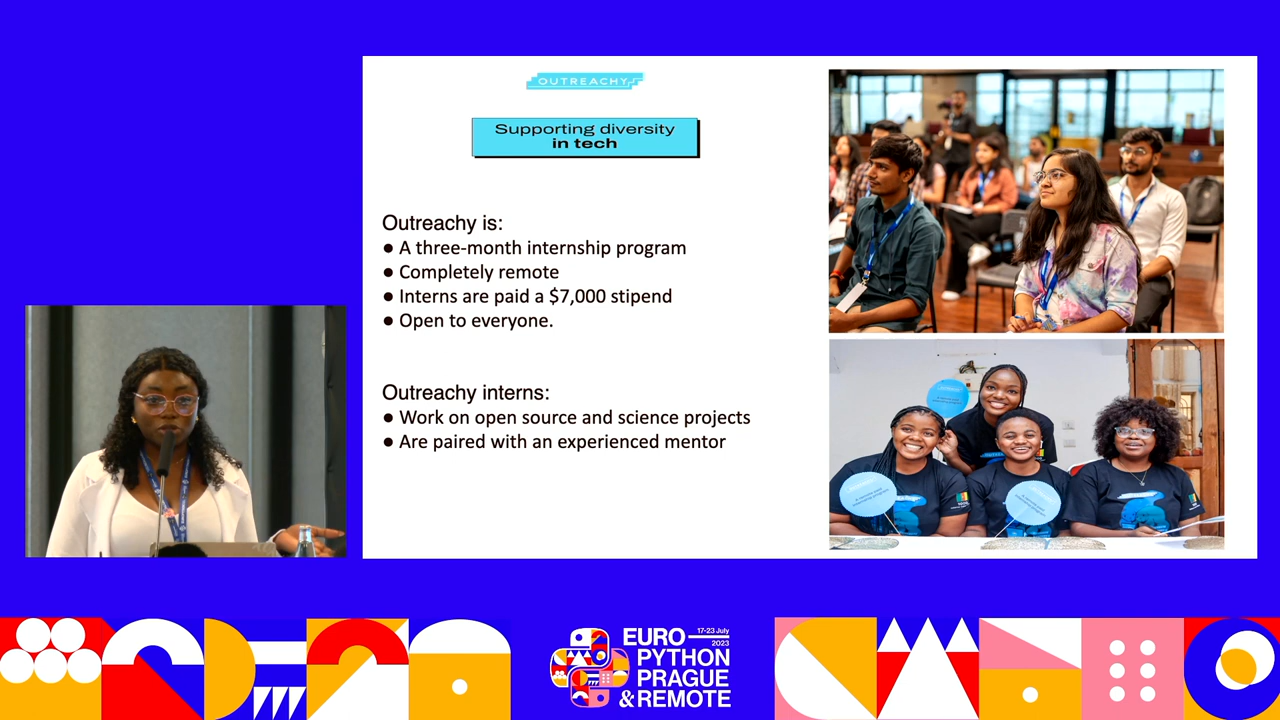 OUTREACHY
Supporting diversity
in tech
Outreachy is:
● A three-month internship program
● Completely remote
● Interns are paid a $7,000 stipend
● Open to everyone.
Outreachy interns:
● Work on open source and science projects
● Are paired with an experienced mentor
17-23 July
2023
EURO
PYTHON
PRAGUE
& REMOTE